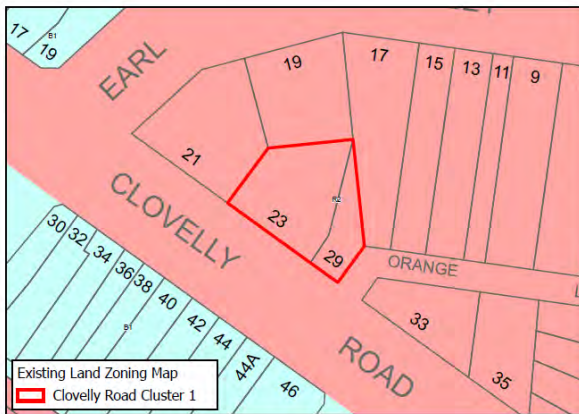 EARL
17
19
B1
19
17
15
13
11
9
21
CLOVELLY
23
R2
29
ORANGE
30
32
34
36
38
40
42
44
44A
46
B1
33
35
ROAD
Existing Land Zoning Map
Clovelly Road Cluster 1